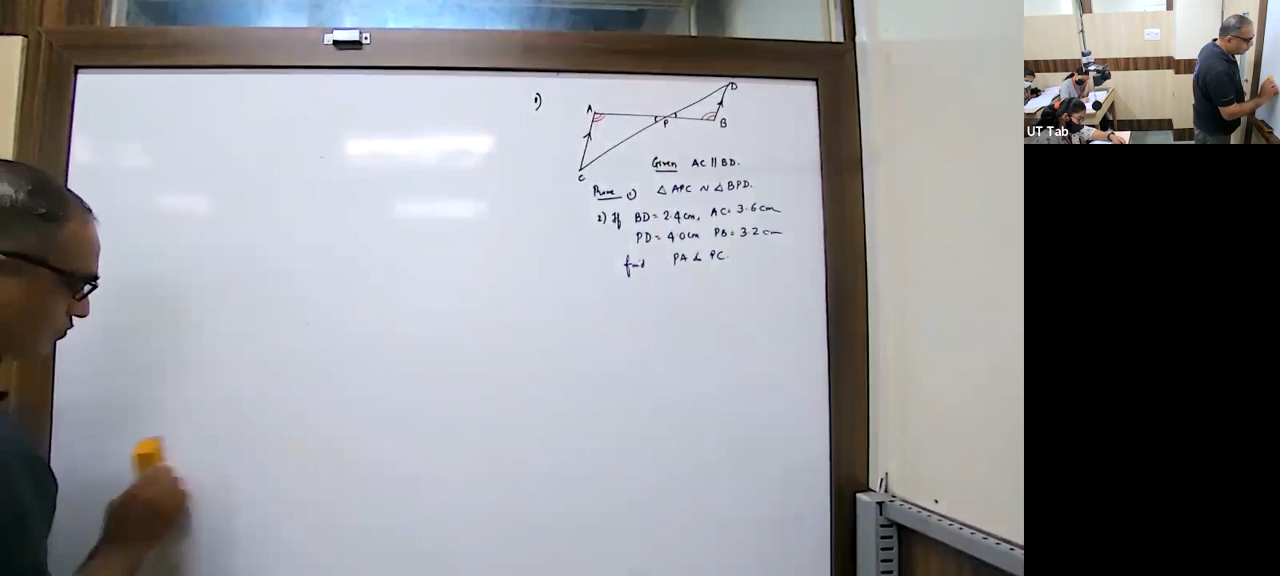 1)
D
A
P
B
C
Given AC || BD.
Prove 1) △ APC ~ △ BPD.
2) If BD = 2.4 cm, AC = 3.6 cm
PD = 4.0 cm PB = 3.2 cm
find PA & PC.
UT Tab